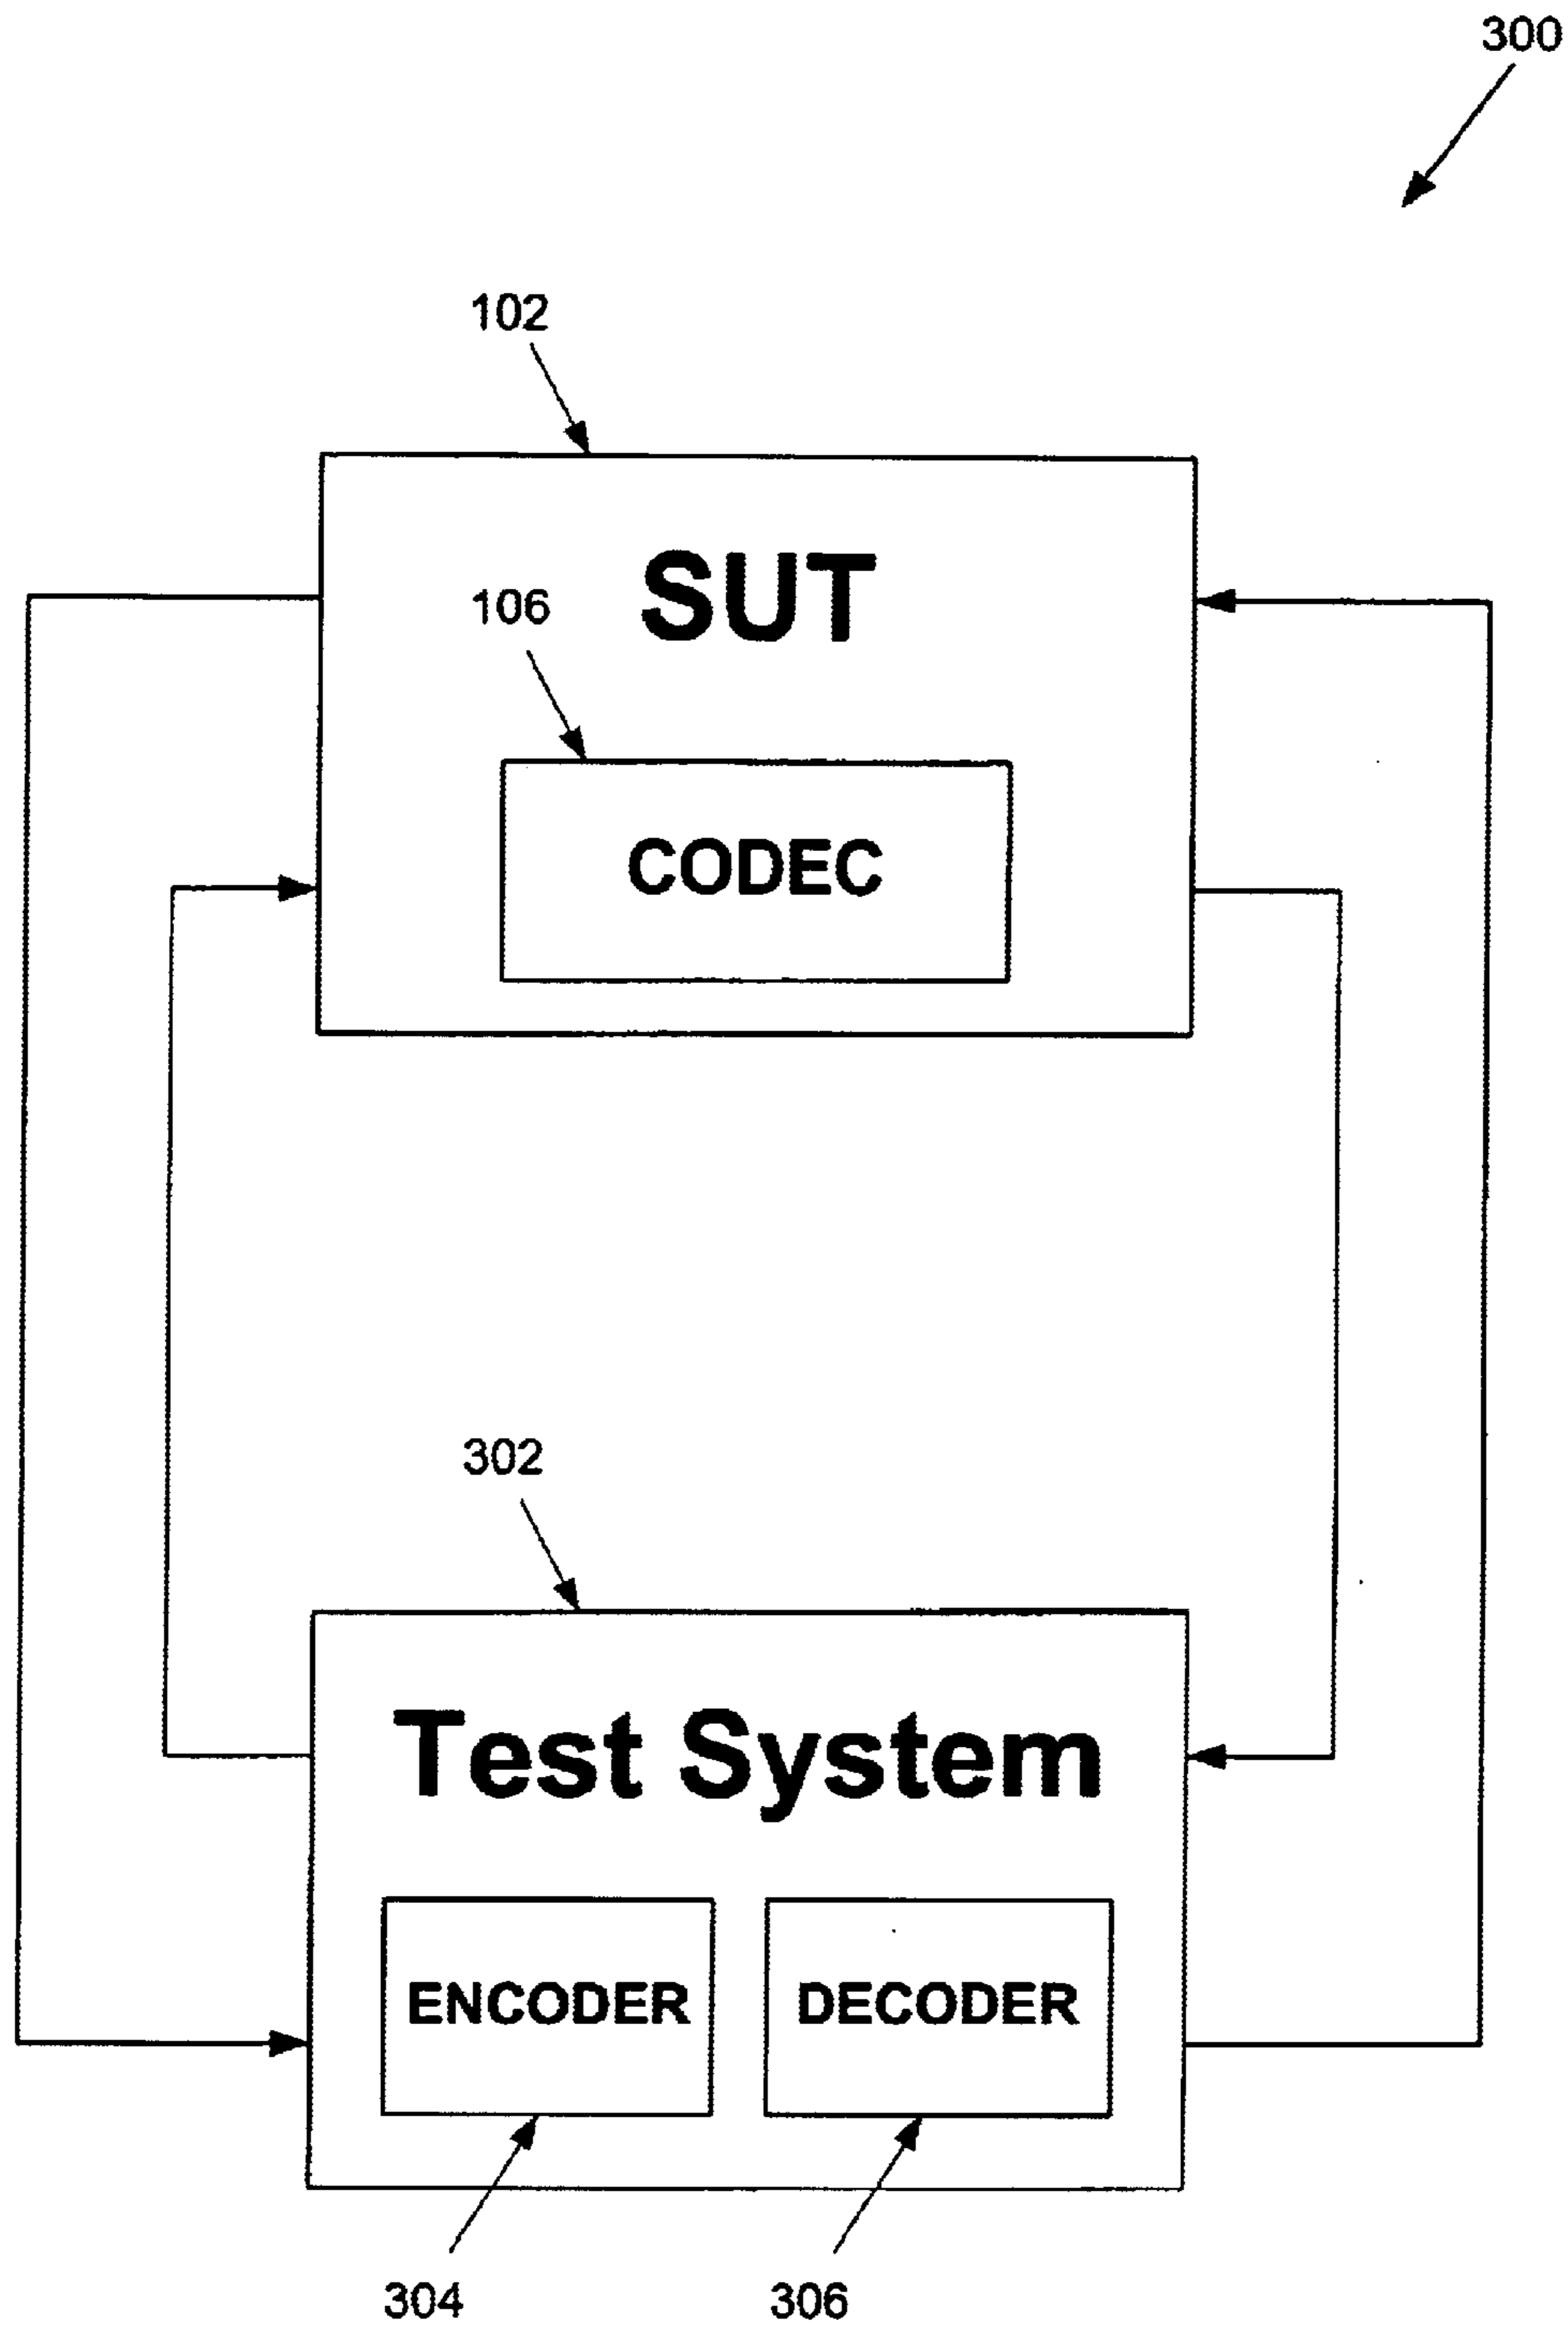 300
102
SUT
106
CODEC
302
Test System
ENCODER
DECODER
304
306